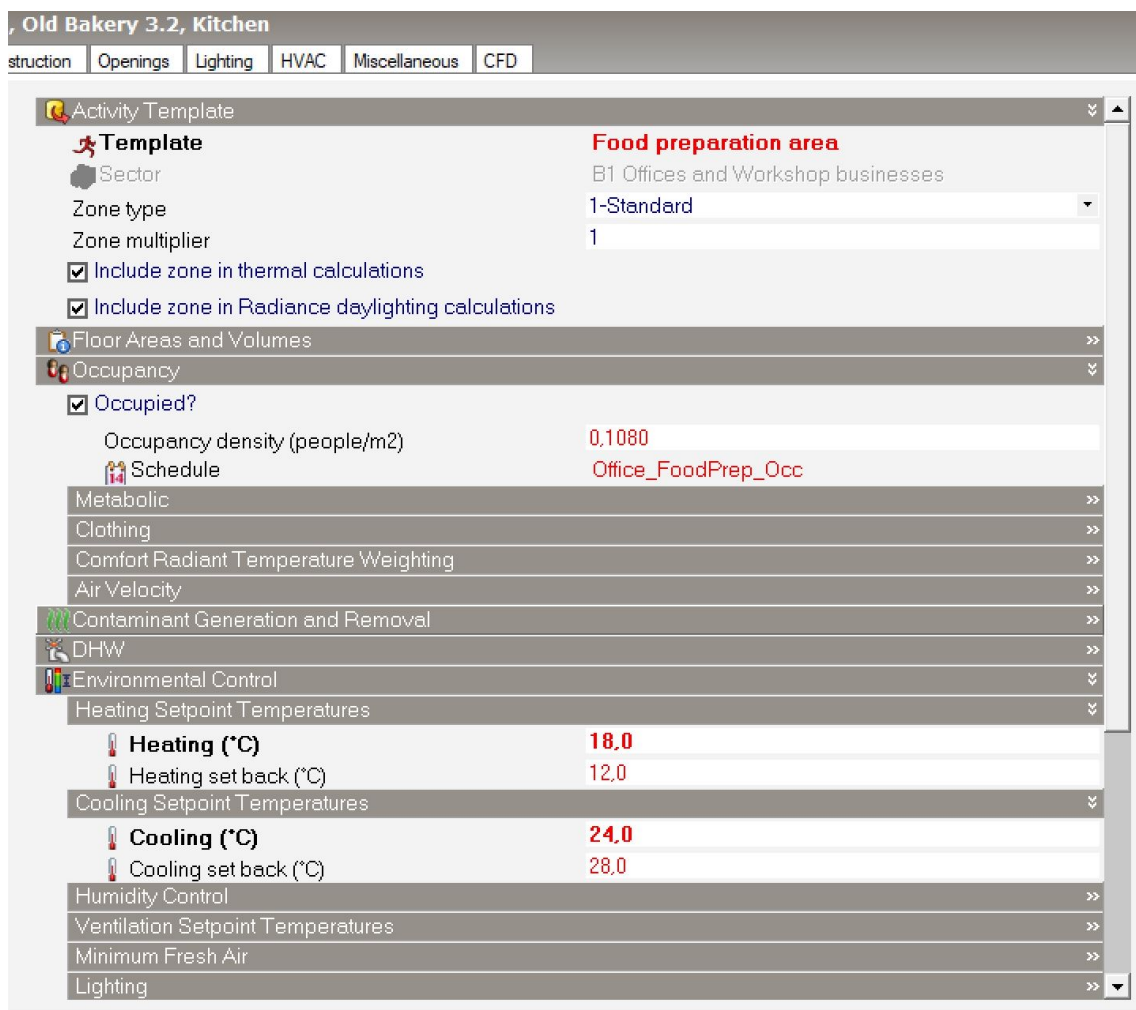 , Old Bakery 3.2, Kitchen
struction Openings Lighting HVAC Miscellaneous CFD
Activity Template
Template Food preparation area
Sector B1 Offices and Workshop businesses
Zone type 1-Standard
Zone multiplier 1
Include zone in thermal calculations
Include zone in Radiance daylighting calculations
Floor Areas and Volumes
Occupancy
Occupied?
Occupancy density (people/m2) 0,1080
14 Schedule Office_FoodPrep_Occ
Metabolic
Clothing
Comfort Radiant Temperature Weighting
Air Velocity
Contaminant Generation and Removal
DHW
Environmental Control
Heating Setpoint Temperatures
Heating (°C) 18,0
Heating set back (°C) 12,0
Cooling Setpoint Temperatures
Cooling (°C) 24,0
Cooling set back (°C) 28,0
Humidity Control
Ventilation Setpoint Temperatures
Minimum Fresh Air
Lighting